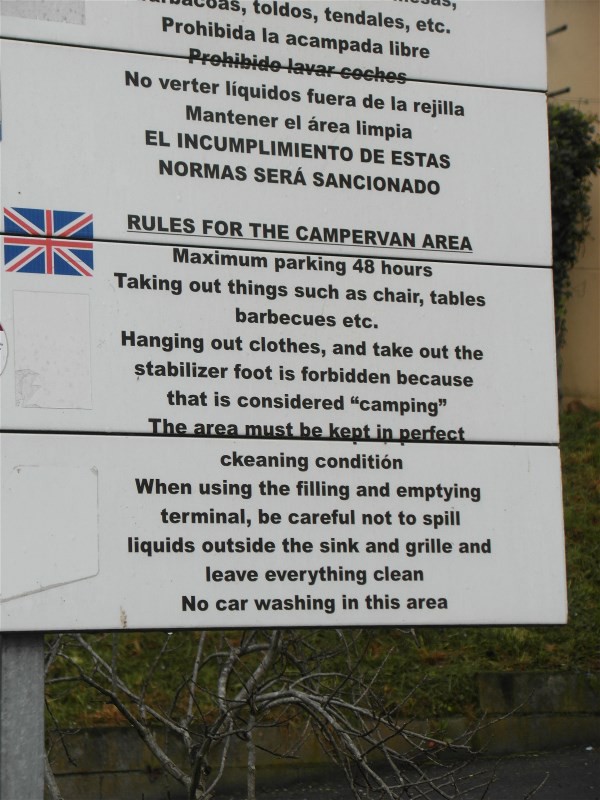 toldos, tendales, etc.
Prohibida la acampada libre
Prohibido lavar coches
No verter líquidos fuera de la rejilla
Mantener el área limpia
EL INCUMPLIMIENTO DE ESTAS
NORMAS SERÁ SANCIONADO
RULES FOR THE CAMPERVAN AREA
Maximum parking 48 hours
Taking out things such as chair, tables
barbecues etc.
Hanging out clothes, and take out the
stabilizer foot is forbidden because
that is considered “camping”
The area must be kept in perfect
ckeaning conditión
When using the filling and emptying
terminal, be careful not to spill
liquids outside the sink and grille and
leave everything clean
No car washing in this area